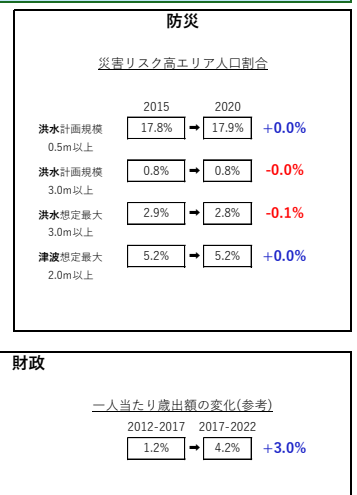 防災
災害リスク高エリア人口割合
2015 2020
洪水計画規模 17.8% ➡ 17.9% +0.0%
0.5m以上
洪水計画規模 0.8% ➡ 0.8% -0.0%
3.0m以上
洪水想定最大 2.9% ➡ 2.8% -0.1%
3.0m以上
津波想定最大 5.2% ➡ 5.2% +0.0%
2.0m以上
財政
一人当たり歳出額の変化(参考)
2012-2017 2017-2022
1.2% ➡ 4.2% +3.0%